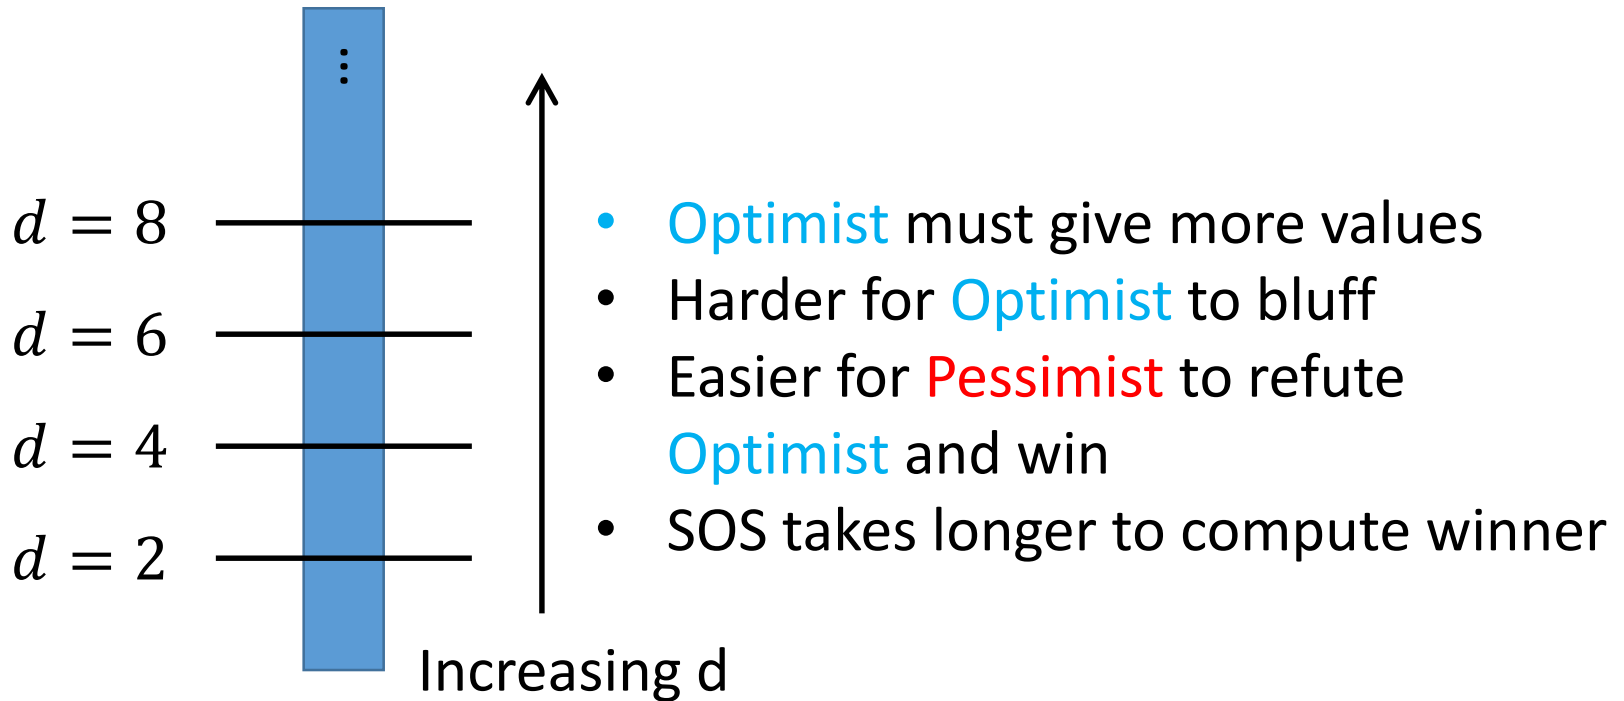 ⋮
d = 8
d = 6
d = 4
d = 2
Increasing d
• Optimist must give more values
• Harder for Optimist to bluff
• Easier for Pessimist to refute
Optimist and win
• SOS takes longer to compute winner